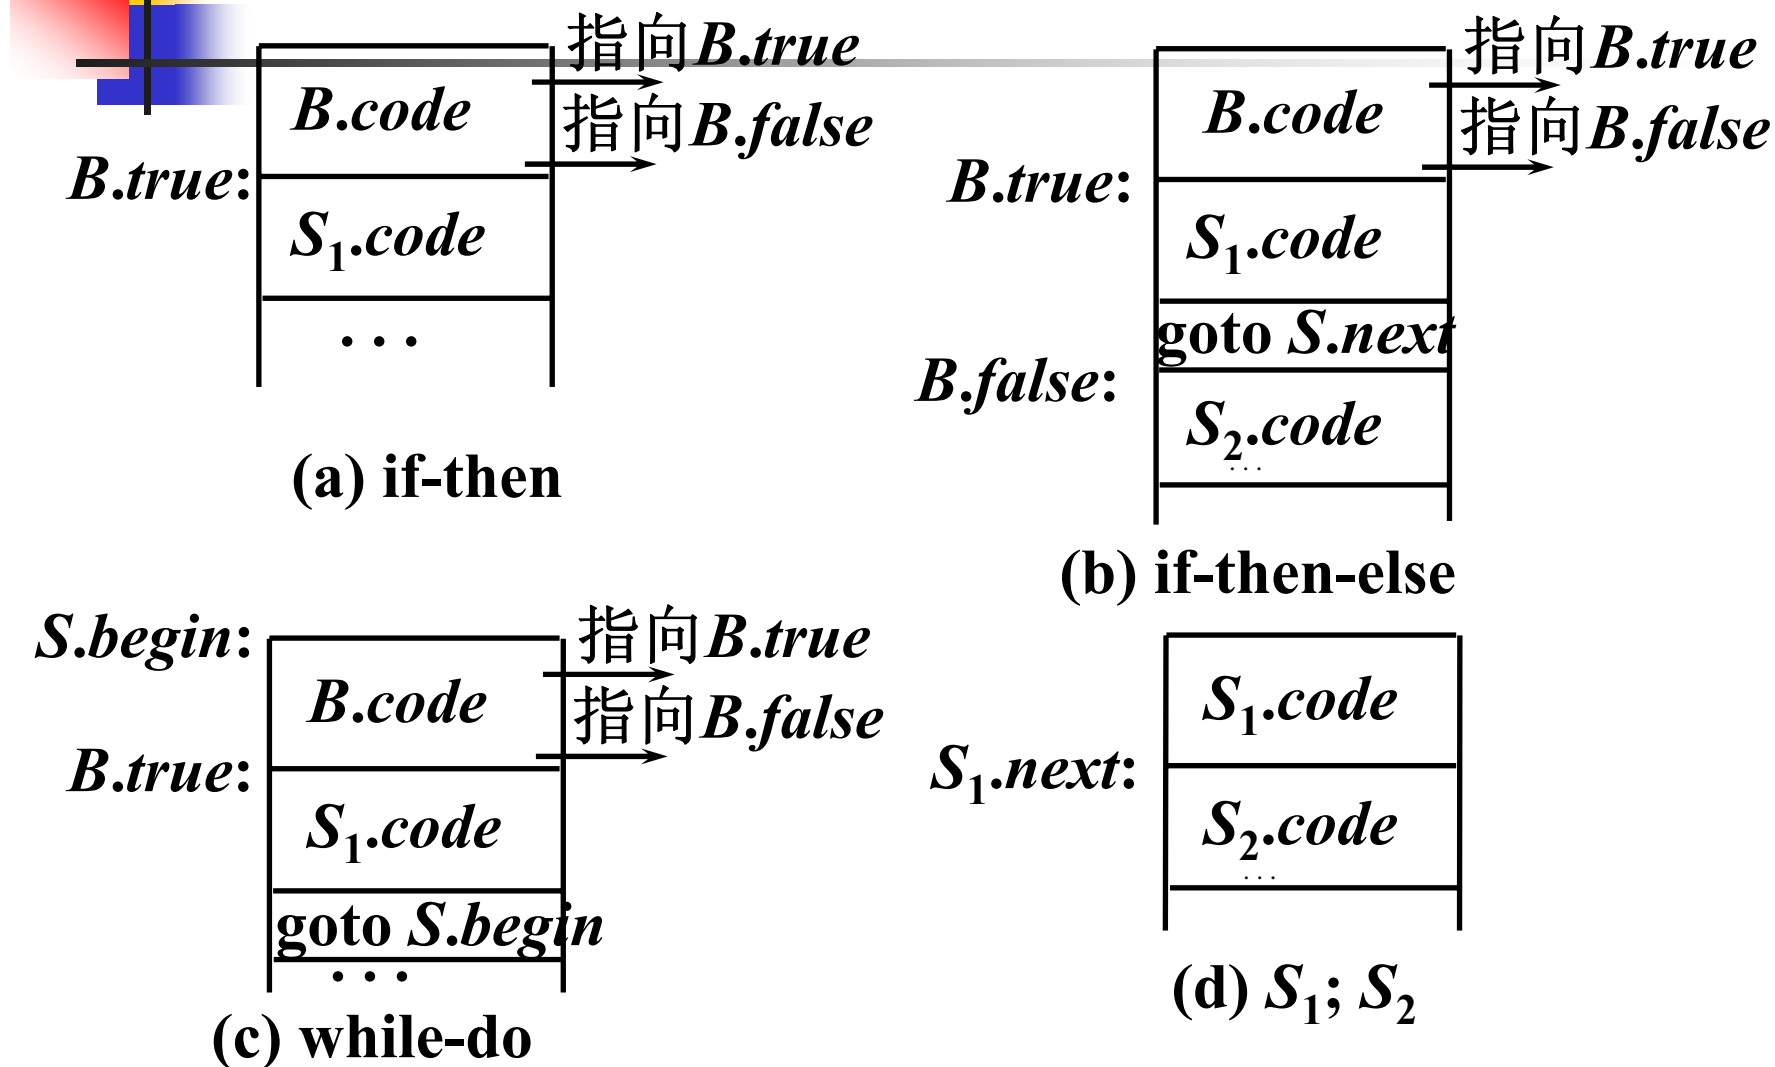 指向B.true
B.code
指向B.false
B.true:
S1.code
...
(a) if-then
指向B.true
B.code
指向B.false
B.true:
S1.code
goto S.next
B.false:
S2.code
...
(b) if-then-else
S.begin:
指向B.true
B.code
指向B.false
B.true:
S1.code
goto S.begin
...
(c) while-do
S1.code
S1.next:
S2.code
...
(d) S1; S2